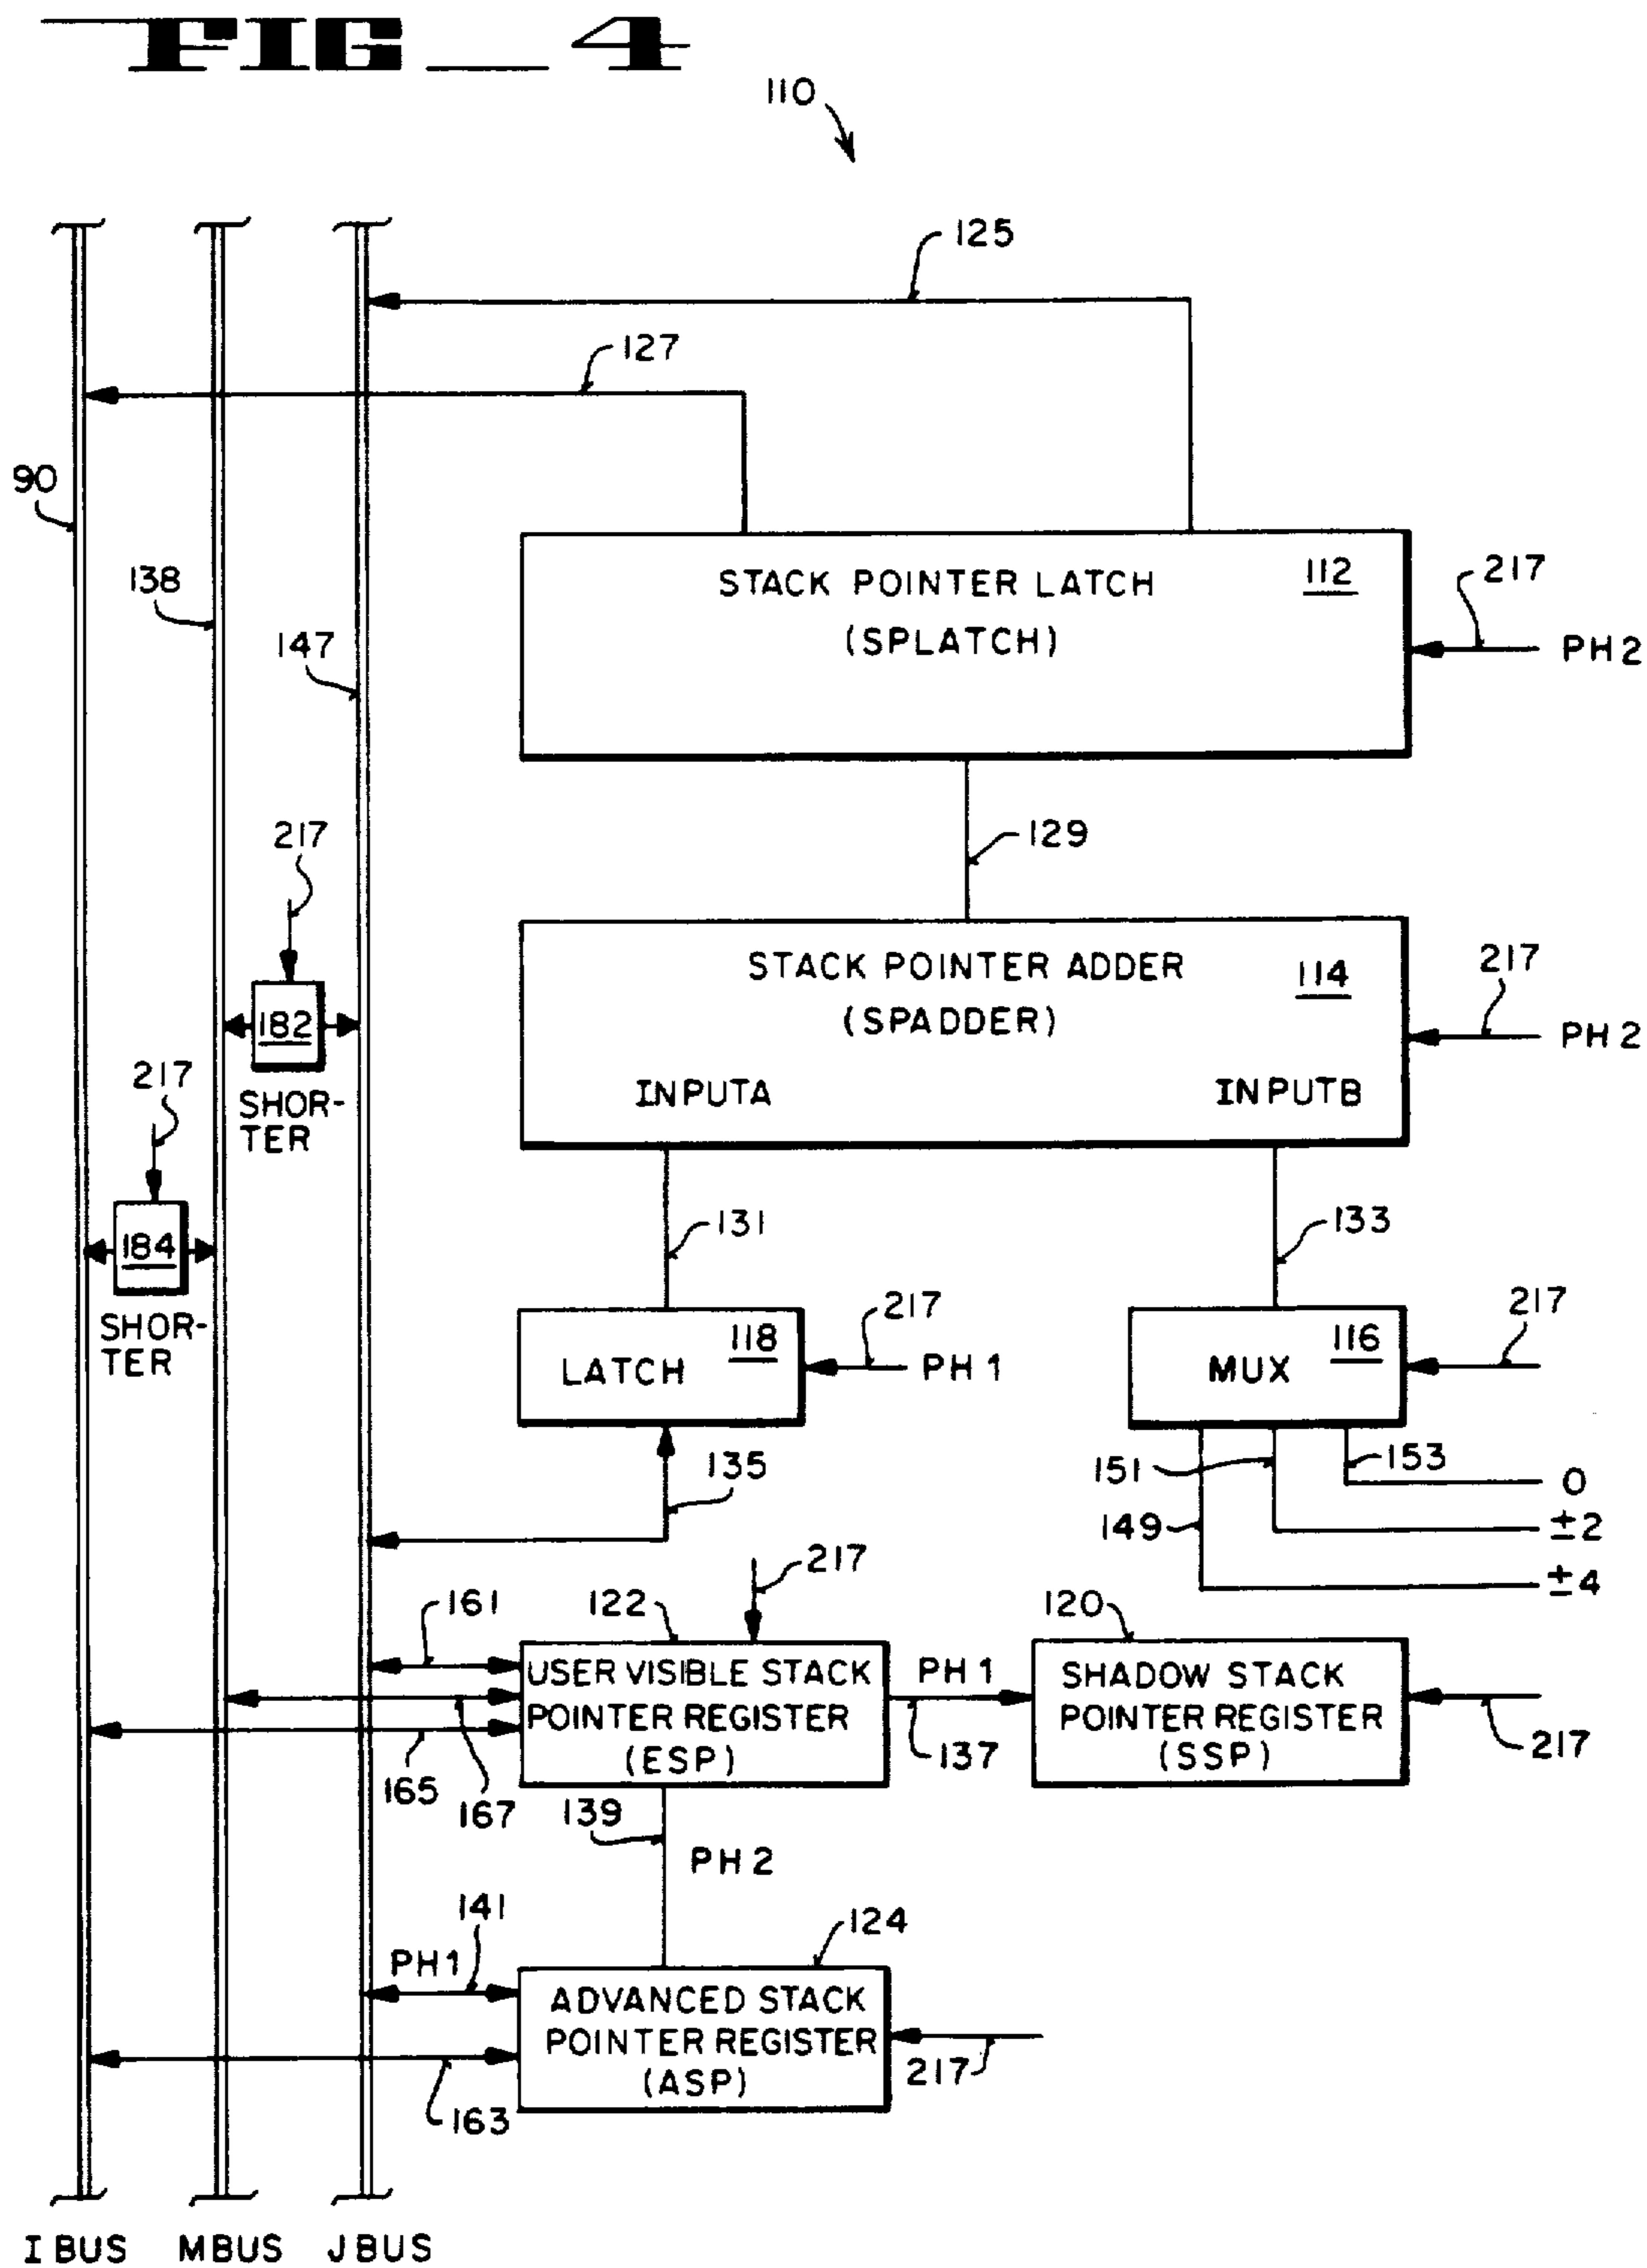 FIG_4
110
125
127
90
138
147
STACK POINTER LATCH
(SPLATCH)
112
217
PH2
129
217
182
SHOR-
TER
STACK POINTER ADDER
(SPADDER)
114
INPUTA
INPUTB
217
PH2
217
184
SHOR-
TER
131
133
LATCH
118
217
PH1
MUX
116
217
135
151
153
149
0
±2
±4
161
122
217
120
USER VISIBLE STACK
POINTER REGISTER
(ESP)
PH1
137
SHADOW STACK
POINTER REGISTER
(SSP)
217
165
167
139
PH2
141
PH1
124
ADVANCED STACK
POINTER REGISTER
(ASP)
217
163
I BUS
MBUS
JBUS